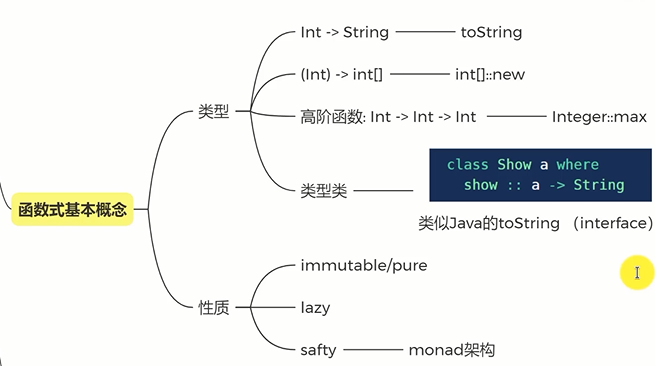 函数式基本概念
类型
Int -> String
toString
(Int) -> int[]
int[]::new
高阶函数: Int -> Int -> Int
Integer::max
类型类
class Show a where
show :: a -> String
类似Java的toString （interface）
性质
immutable/pure
lazy
safty
monad架构